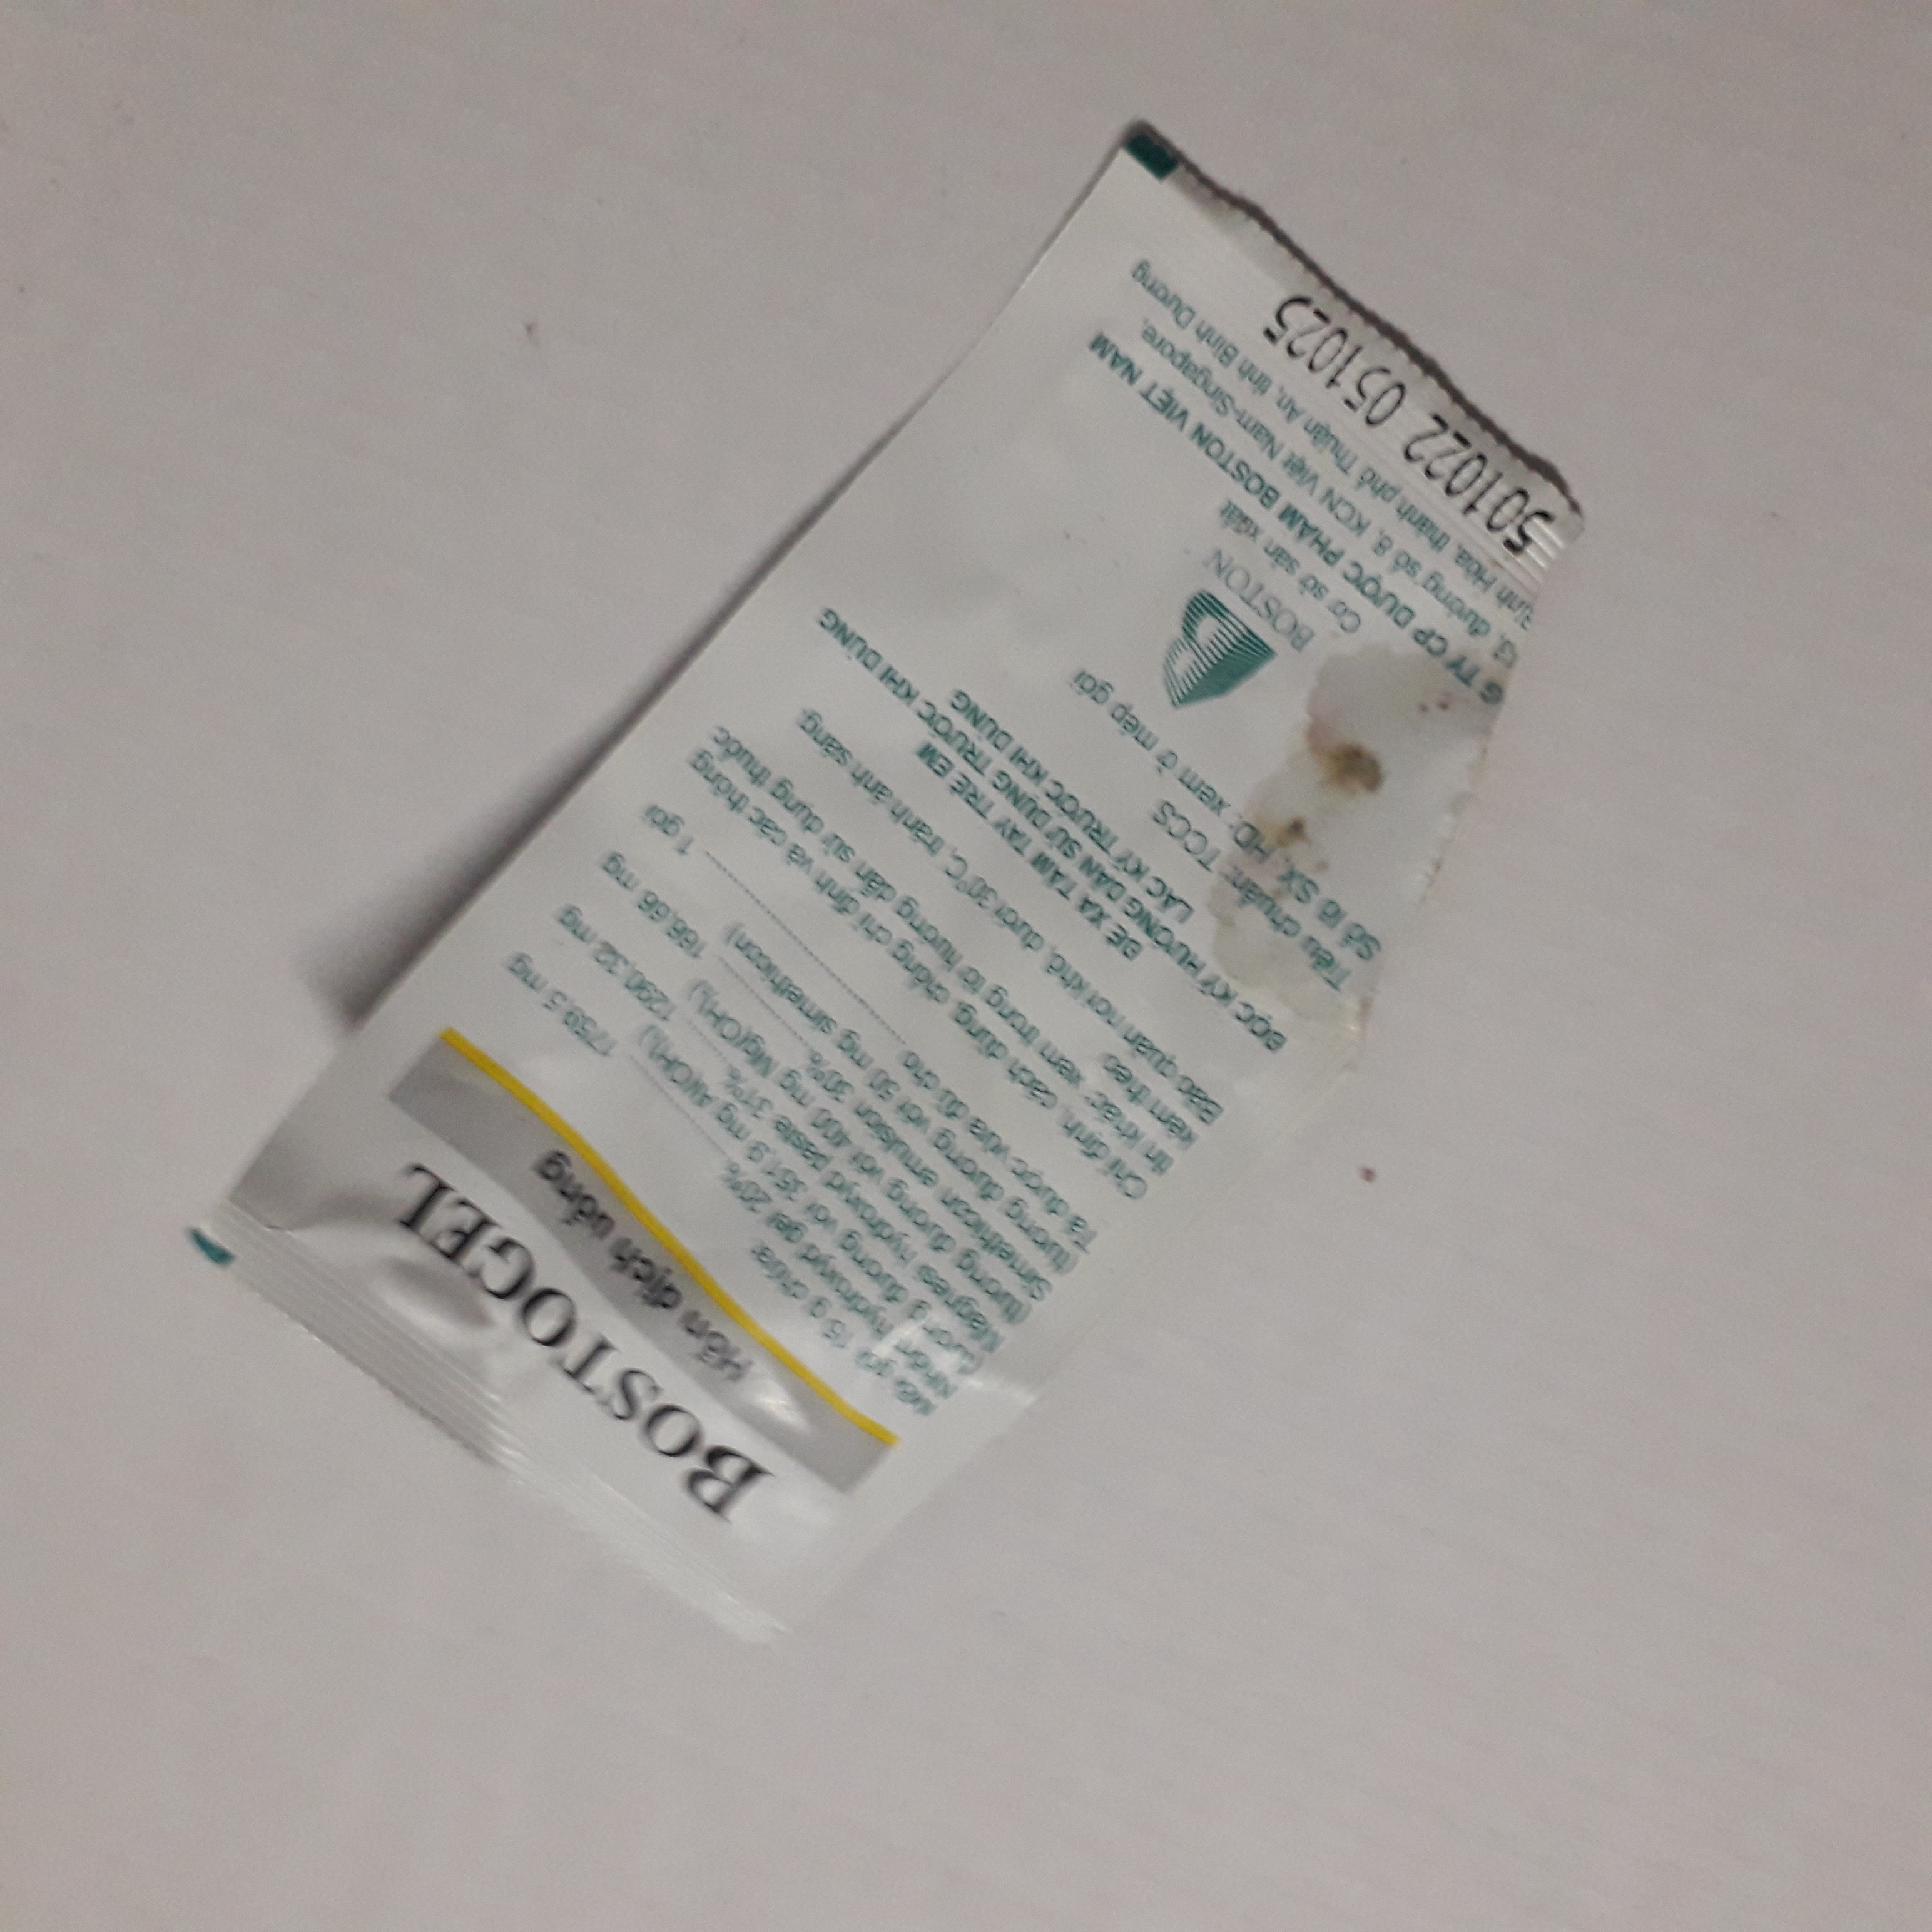 BOSTOGEL
Hỗn dịch uống
Mỗi gói 15 g chứa:
Nhôm hydroxyd gel 20% 1759,5 mg
(tương đương với 351,9 mg Al(OH)₃)
Magnesi hydroxyd paste 31% 1290,32 mg
(tương đương với 400 mg Mg(OH)₂)
Simethicon emulsion 30% 166,66 mg
(tương đương với 50 mg simethicon)
Tá dược vừa đủ cho 1 gói
Chỉ định, cách dùng, chống chỉ định và các thông
tin khác: xem trong tờ hướng dẫn sử dụng thuốc
kèm theo
Bảo quản nơi khô, dưới 30°C, tránh ánh sáng.
ĐỂ XA TẦM TAY TRẺ EM
ĐỌC KỸ HƯỚNG DẪN SỬ DỤNG TRƯỚC KHI DÙNG
LẮC KỸ TRƯỚC KHI DÙNG
Tiêu chuẩn: TCCS
Số lô SX, HD: xem ở mép gói
BOSTON
Cơ sở sản xuất
G TY CP DƯỢC PHẨM BOSTON VIỆT NAM
đường số 8, KCN Việt Nam-Singapore,
Bình Hòa, thành phố Thuận An, tỉnh Bình Dương
501022 051025